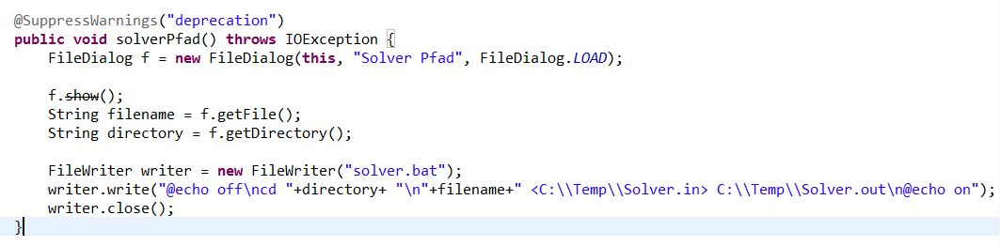 @SuppressWarnings("deprecation")
public void solverPfad() throws IOException {
FileDialog f = new FileDialog(this, "Solver Pfad", FileDialog.LOAD);
f.show();
String filename = f.getFile();
String directory = f.getDirectory();
FileWriter writer = new FileWriter("solver.bat");
writer.write("@echo off\ncd "+directory+ "\n"+filename+" <C:\\Temp\\Solver.in> C:\\Temp\\Solver.out\n@echo on");
writer.close();
}